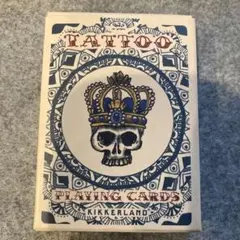 TATTOO
PLAYING CARDS
KIKKERLAND